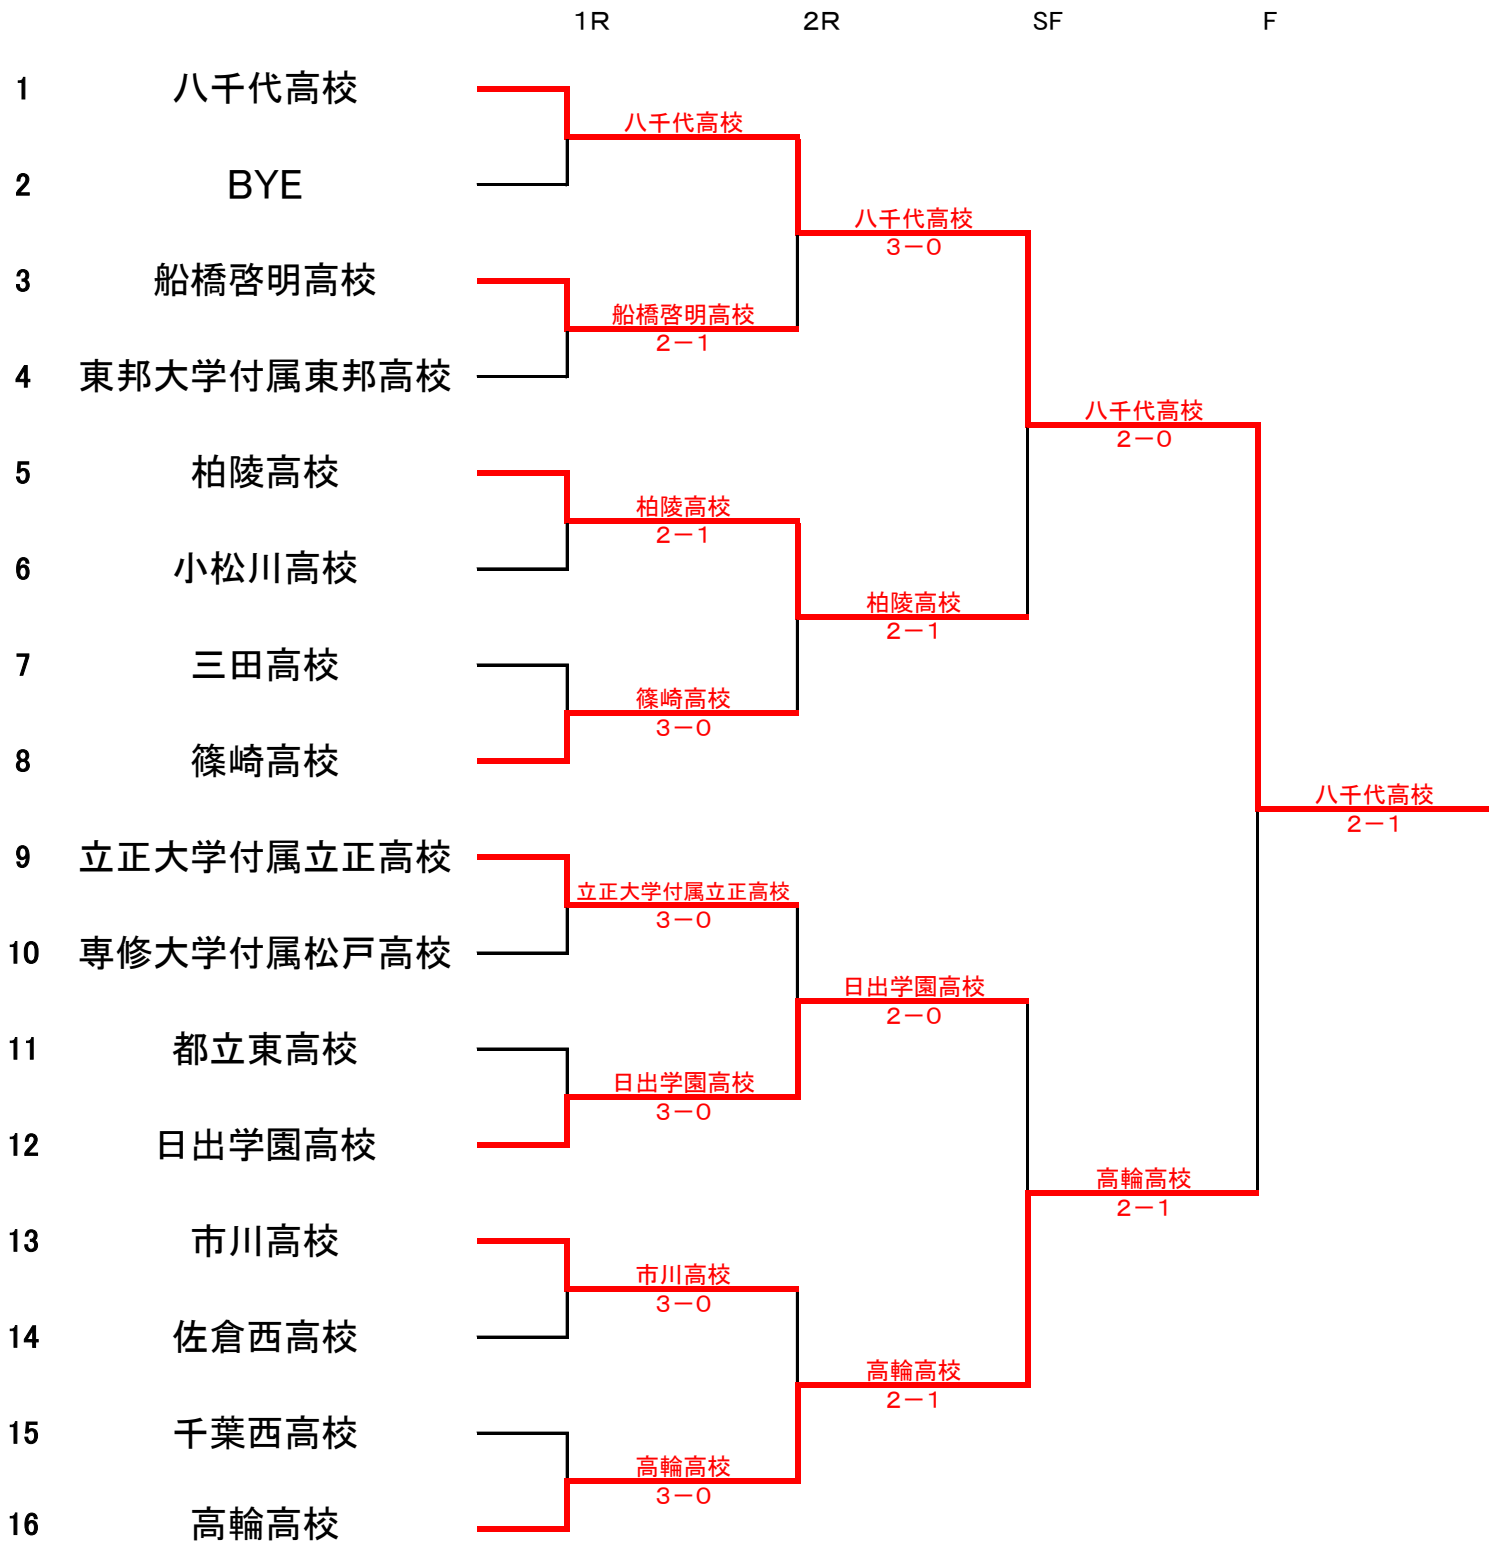 1R 2R SF F
1 八千代高校
八千代高校
2 BYE
八千代高校
3－0
3 船橋啓明高校
船橋啓明高校
2－1
4 東邦大学付属東邦高校
八千代高校
2－0
5 柏陵高校
柏陵高校
2－1
6 小松川高校
柏陵高校
2－1
7 三田高校
篠崎高校
3－0
8 篠崎高校
八千代高校
2－1
9 立正大学付属立正高校
立正大学付属立正高校
3－0
10 専修大学付属松戸高校
日出学園高校
2－0
11 都立東高校
日出学園高校
3－0
12 日出学園高校
高輪高校
2－1
13 市川高校
市川高校
3－0
14 佐倉西高校
高輪高校
2－1
15 千葉西高校
高輪高校
3－0
16 高輪高校